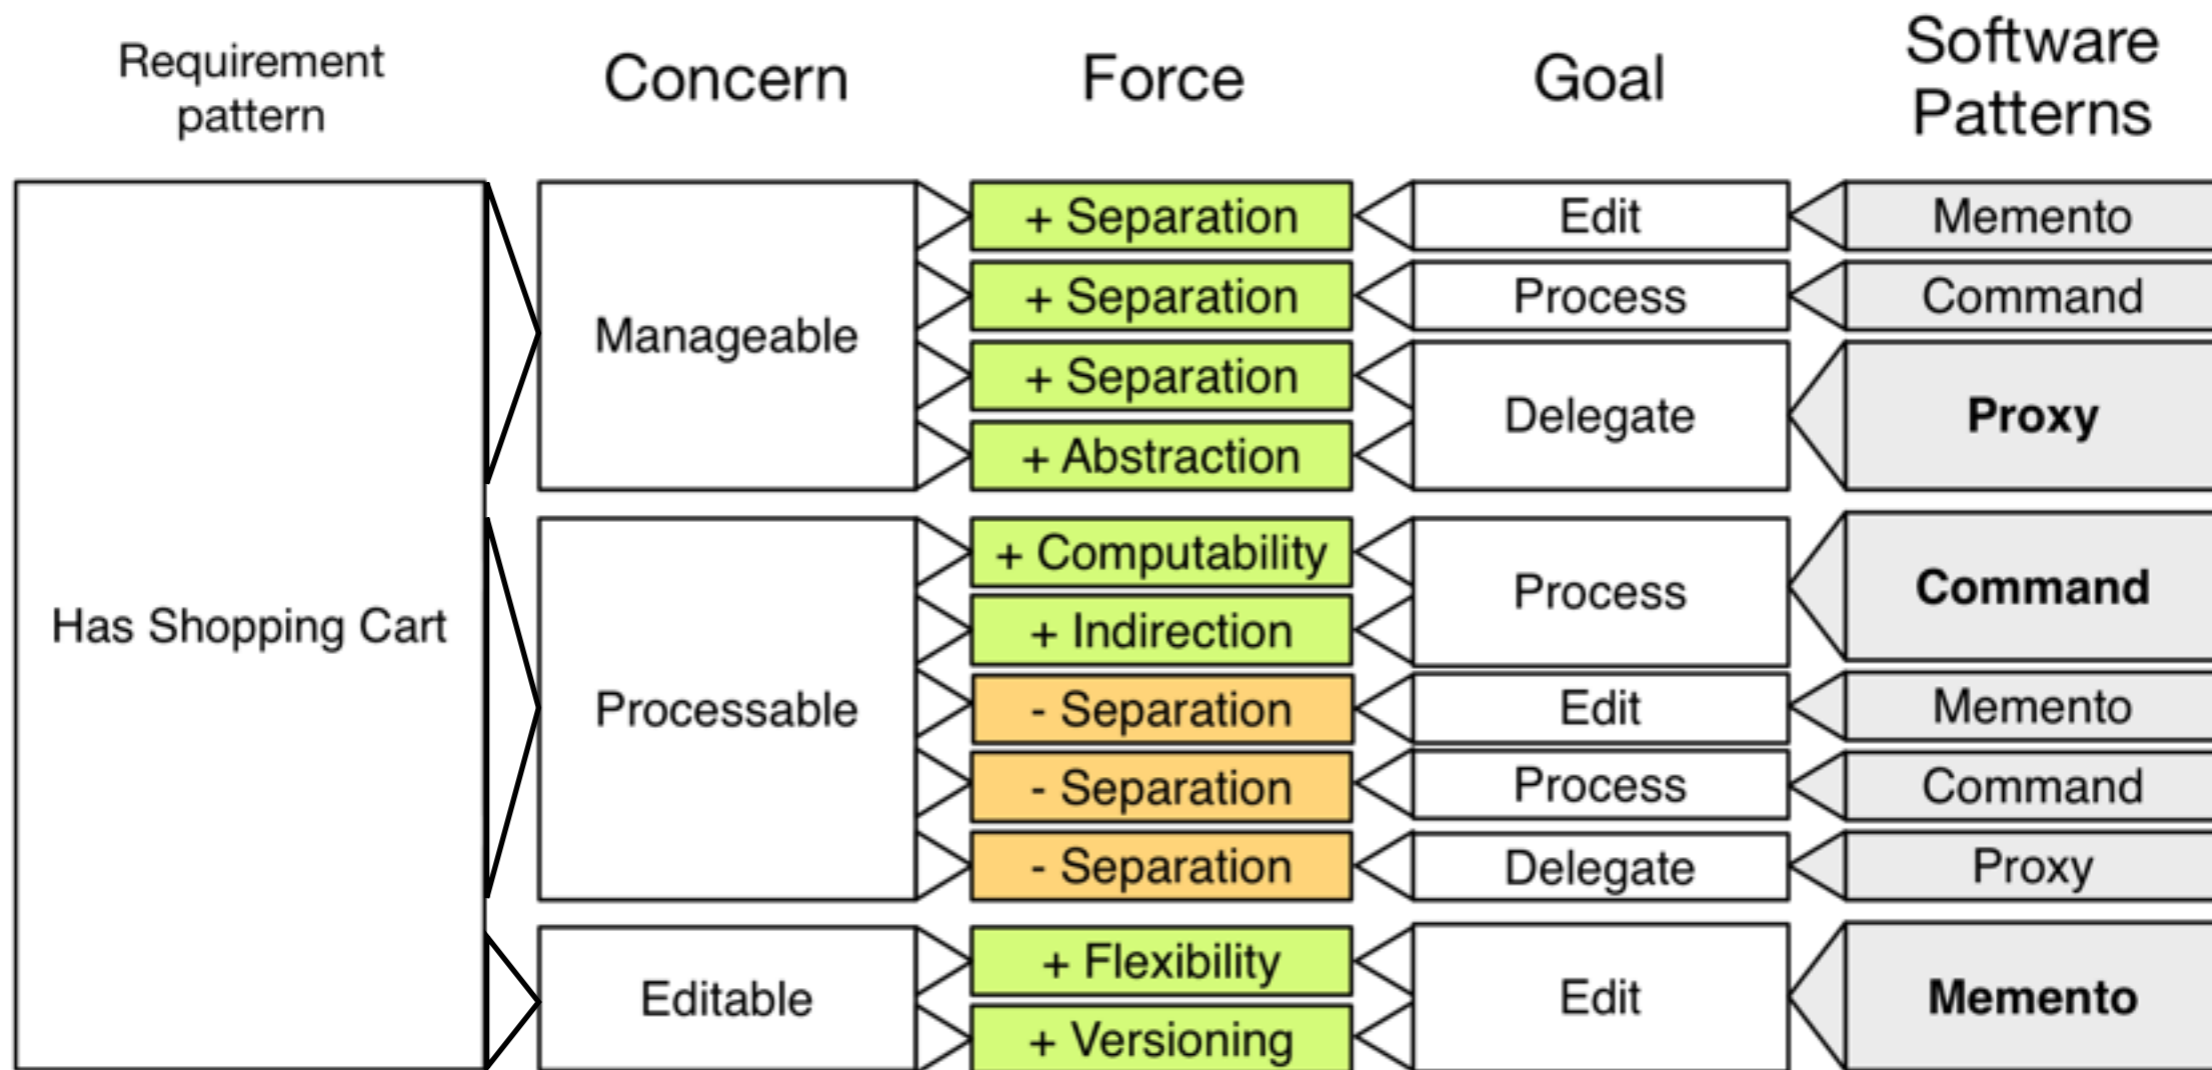 Requirement
pattern
Concern
Force
Goal
Software
Patterns
Has Shopping Cart
Manageable
+ Separation
Edit
Memento
+ Separation
Process
Command
+ Separation
+ Abstraction
Delegate
Proxy
Processable
+ Computability
+ Indirection
Process
Command
- Separation
Edit
Memento
- Separation
Process
Command
- Separation
Delegate
Proxy
Editable
+ Flexibility
+ Versioning
Edit
Memento